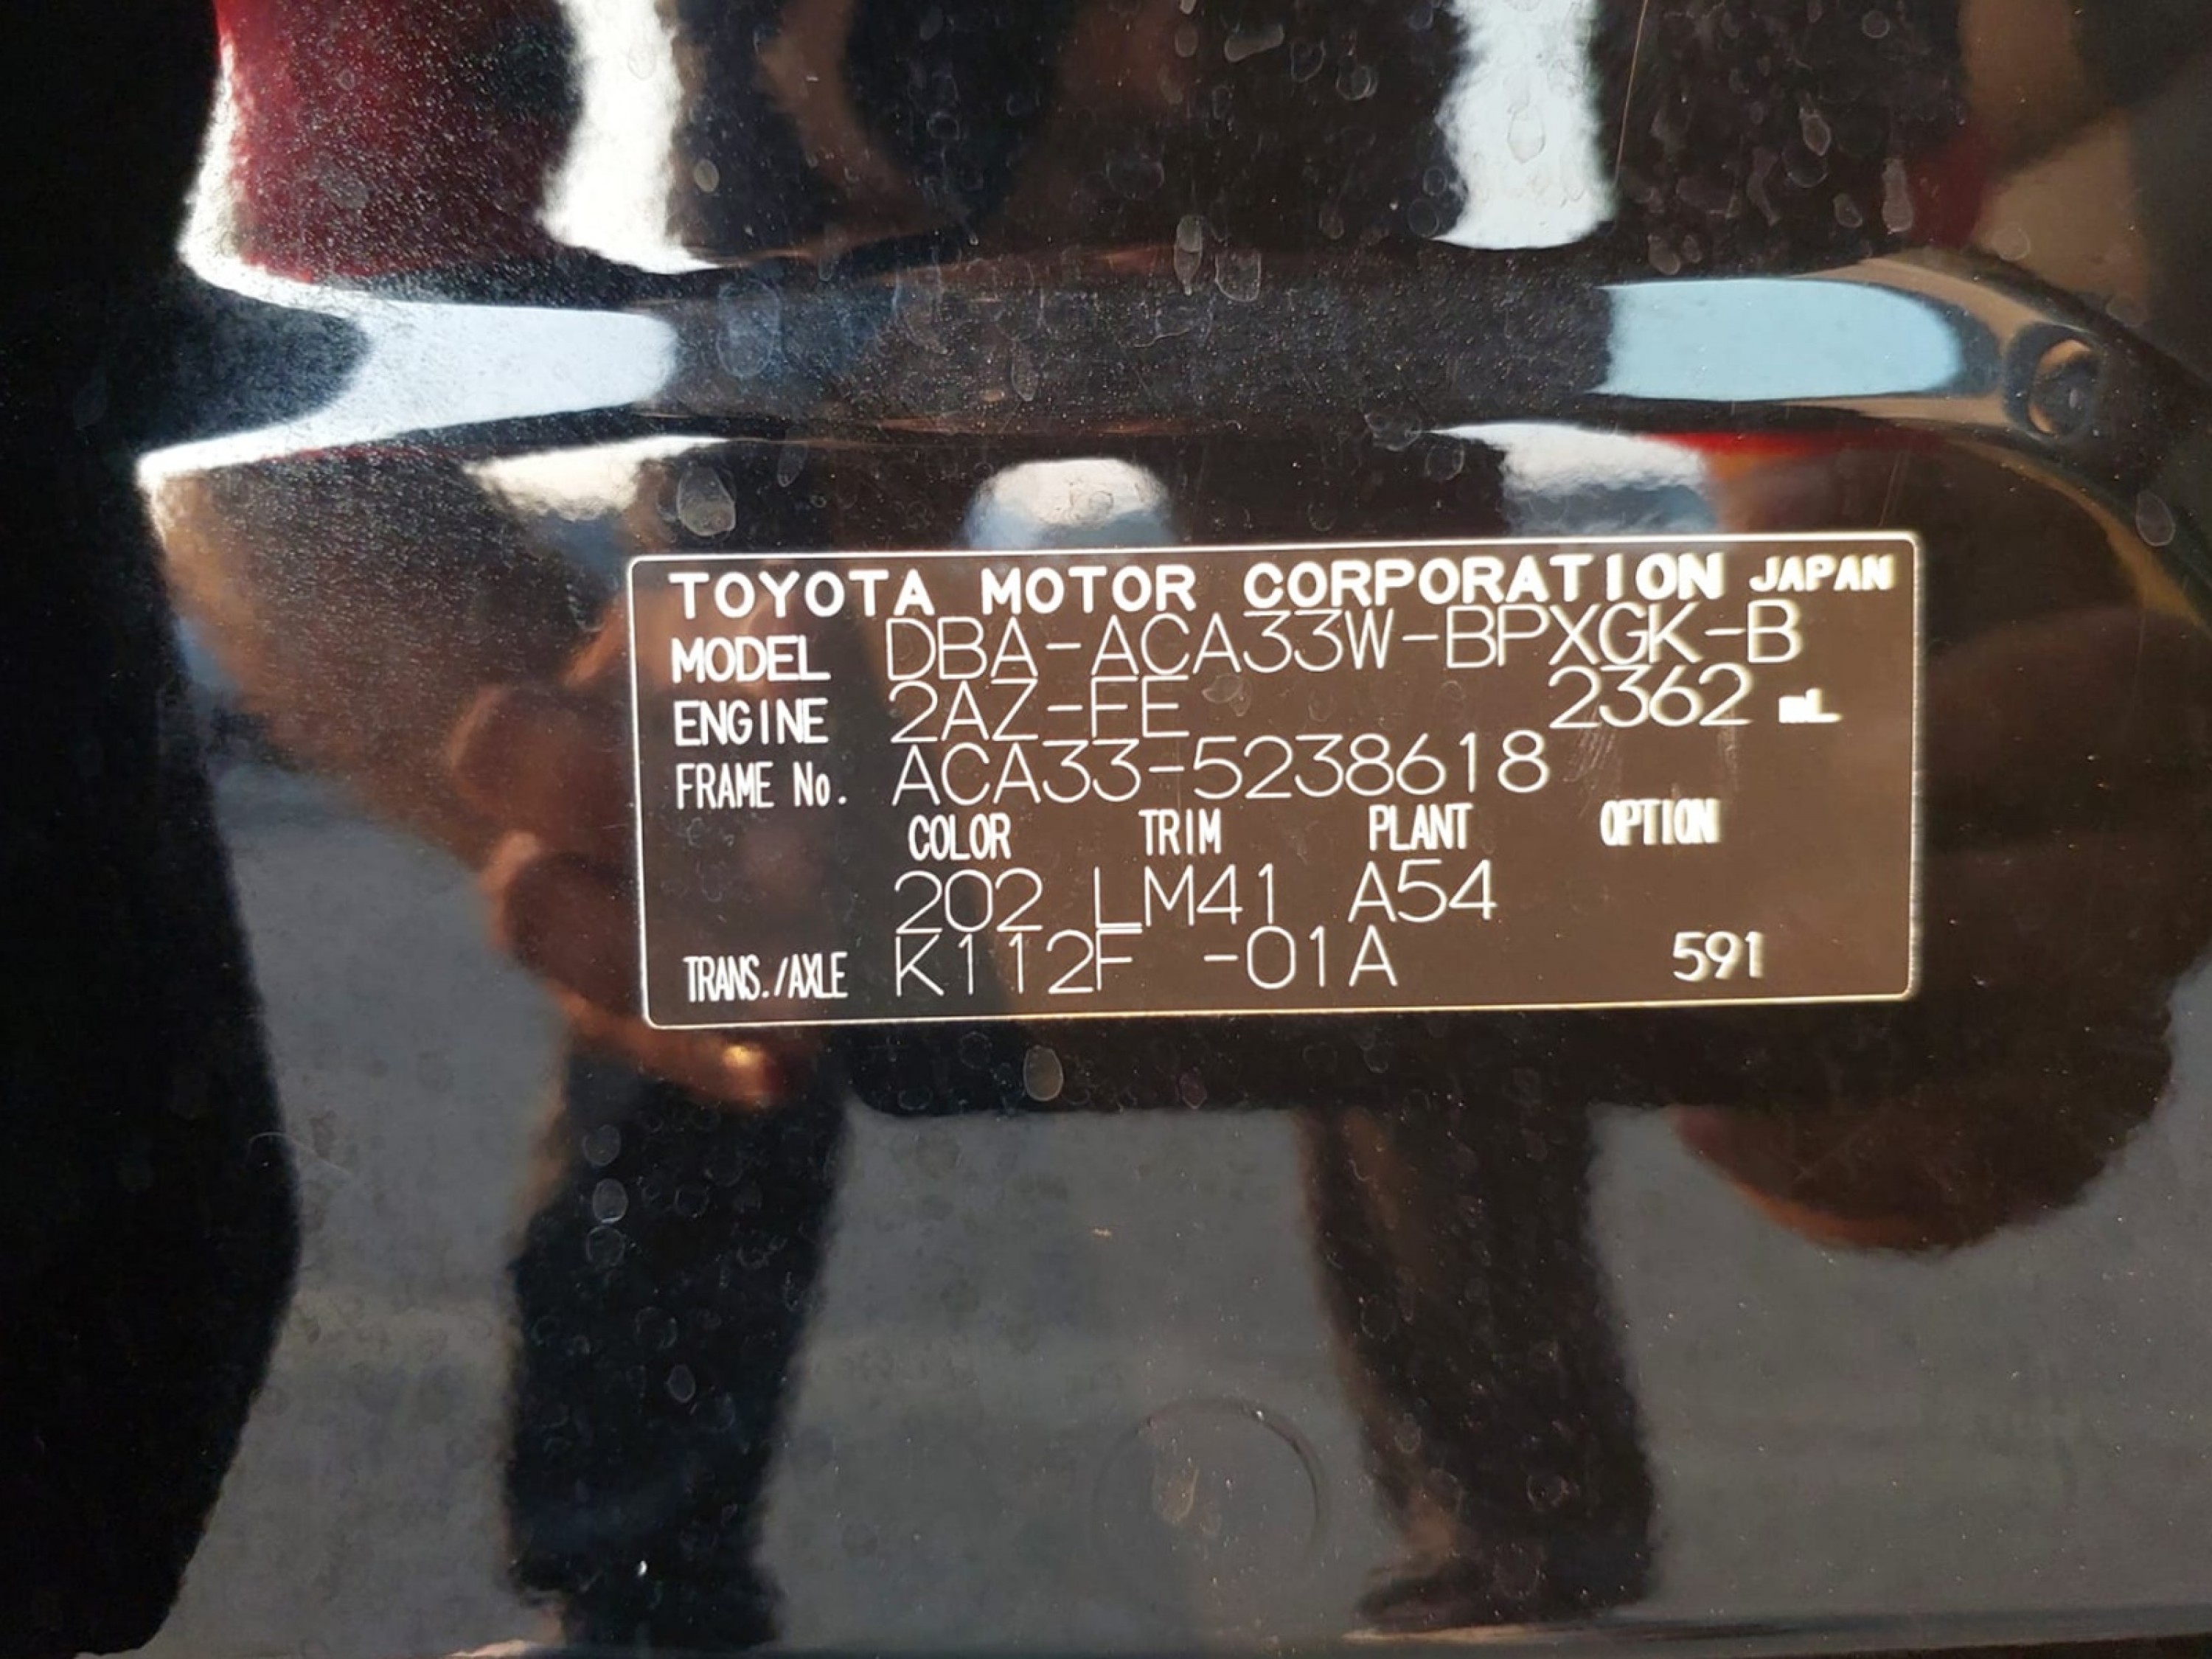 TOYOTA MOTOR CORPORATION JAPAN
MODEL DBA-ACA33W-BPXGK-B
ENGINE 2AZ-FE 2362 mL
FRAME No. ACA33-5238618
COLOR TRIM PLANT OPTION
202 LM41 A54
TRANS./AXLE K112F -01A 591